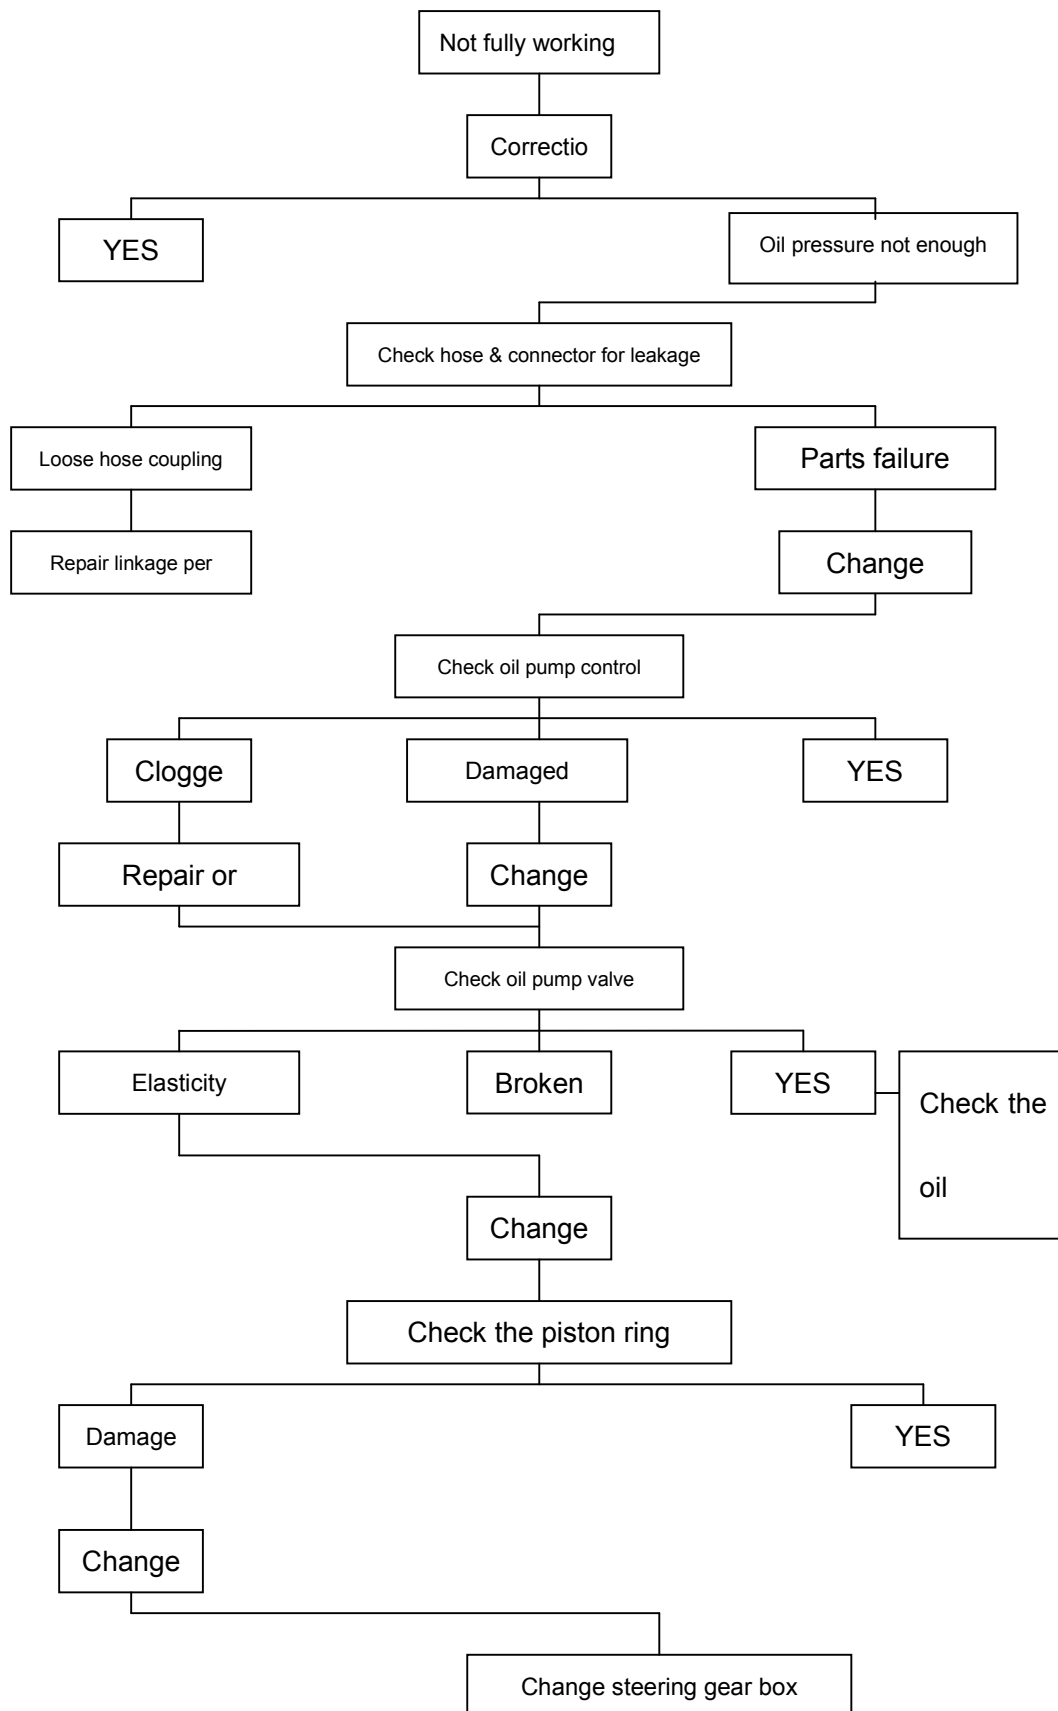 Not fully working
Correctio
YES
Oil pressure not enough
Check hose & connector for leakage
Loose hose coupling
Parts failure
Repair linkage per
Change
Check oil pump control
Clogge
Damaged
YES
Repair or
Change
Check oil pump valve
Elasticity
Broken
YES
Check the
oil
Change
Check the piston ring
Damage
YES
Change
Change steering gear box